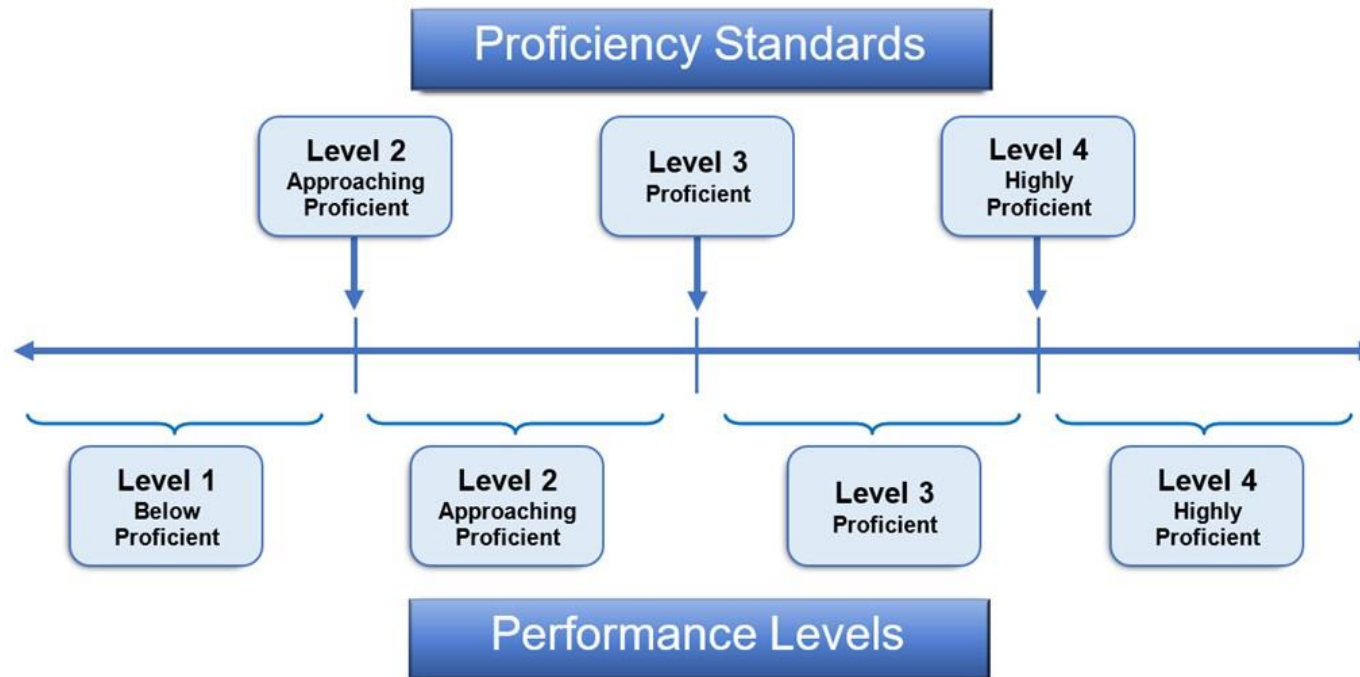 Proficiency Standards
Level 2
Approaching
Proficient
Level 3
Proficient
Level 4
Highly
Proficient
Level 1
Below
Proficient
Level 2
Approaching
Proficient
Level 3
Proficient
Level 4
Highly
Proficient
Performance Levels